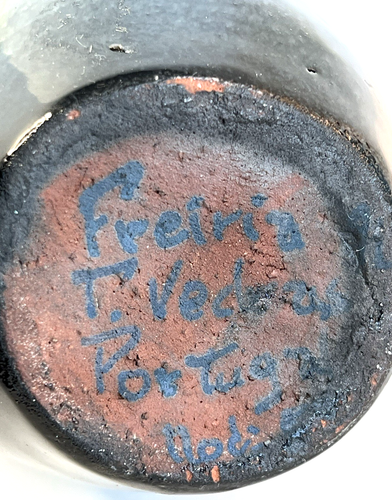 Freiria
T. Vedras
Portugal